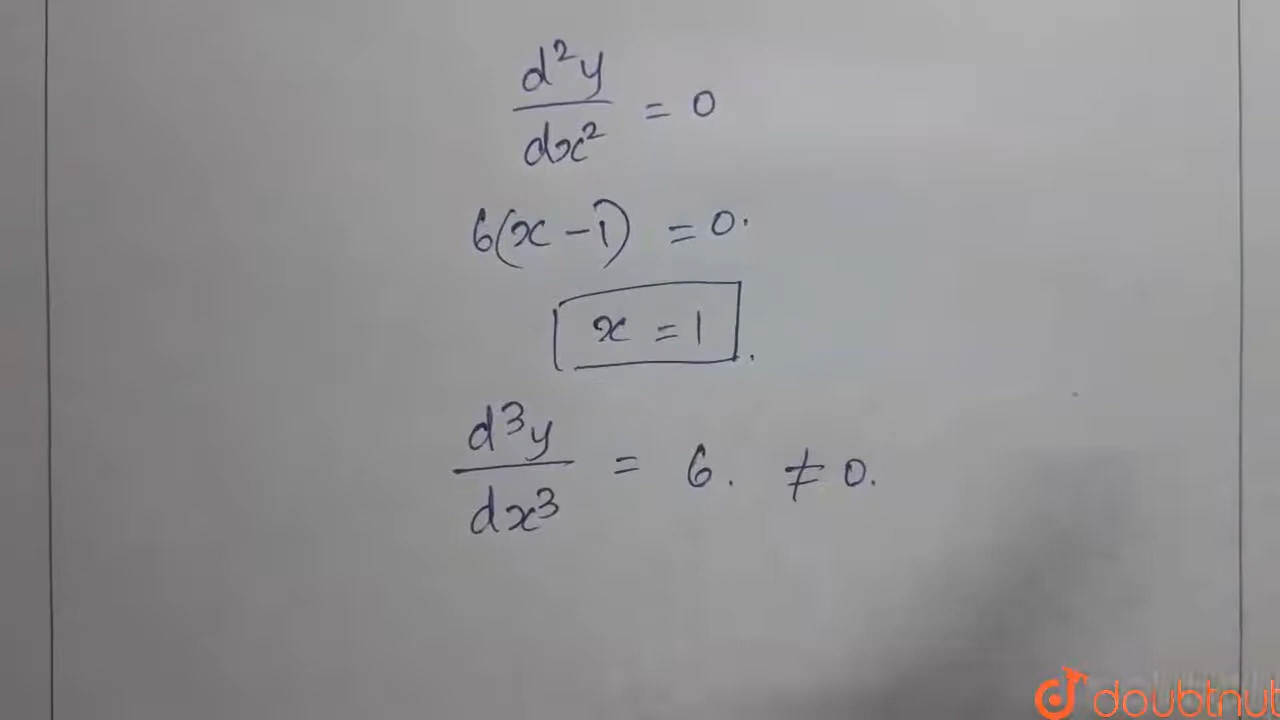 d²y/dx² = 0
6(x - 1) = 0.
x = 1.
d³y/dx³ = 6. ≠ 0.
doubtnut